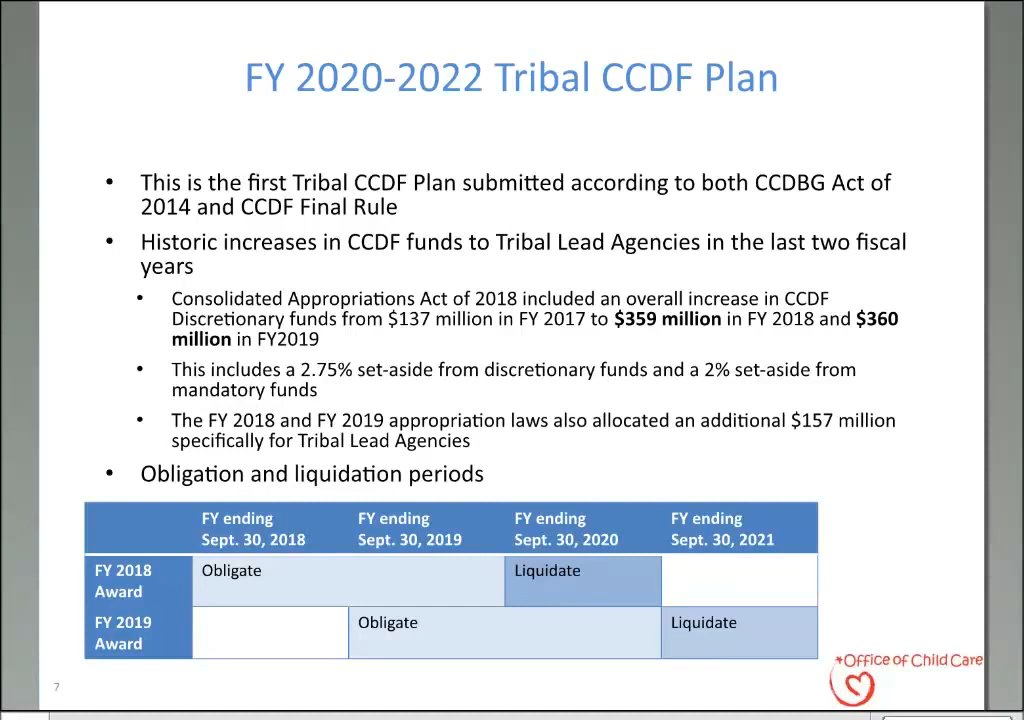 FY 2020-2022 Tribal CCDF Plan
• This is the first Tribal CCDF Plan submitted according to both CCDBG Act of
2014 and CCDF Final Rule
• Historic increases in CCDF funds to Tribal Lead Agencies in the last two fiscal
years
• Consolidated Appropriations Act of 2018 included an overall increase in CCDF
Discretionary funds from $137 million in FY 2017 to $359 million in FY 2018 and $360
million in FY2019
• This includes a 2.75% set-aside from discretionary funds and a 2% set-aside from
mandatory funds
• The FY 2018 and FY 2019 appropriation laws also allocated an additional $157 million
specifically for Tribal Lead Agencies
• Obligation and liquidation periods
FY ending FY ending FY ending FY ending
Sept. 30, 2018 Sept. 30, 2019 Sept. 30, 2020 Sept. 30, 2021
FY 2018 Obligate Liquidate
Award
FY 2019 Obligate Liquidate
Award
Office of Child Care
7